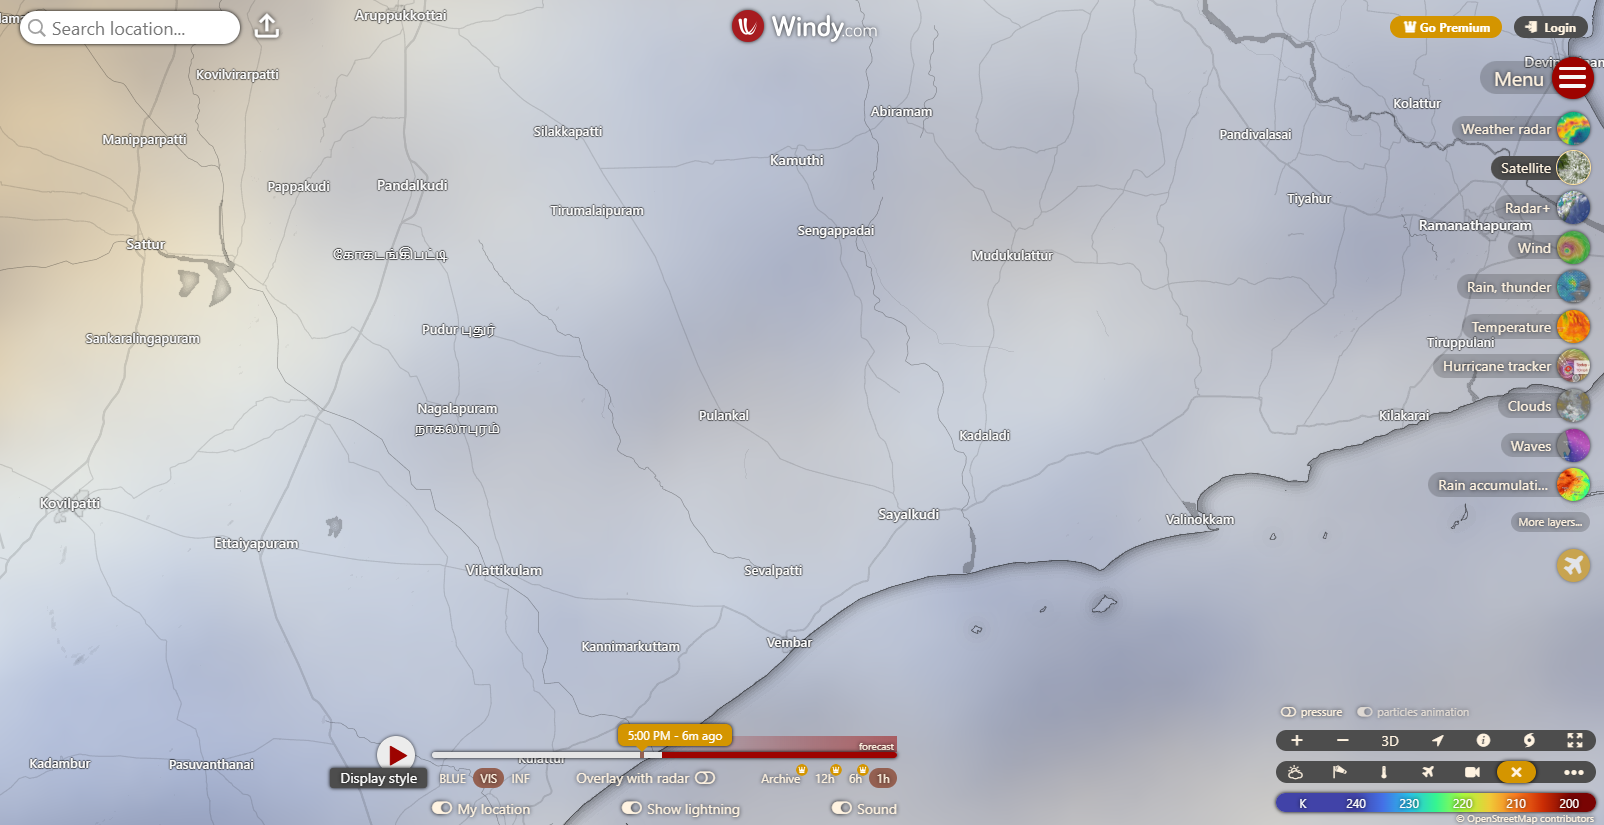 Aruppukkottai
Search location...
Windy.com
Go Premium
Login
Kovilvirarpatti
Menu
Kolattur
Abiramam
Weather radar
Manipparpatti
Silakkapatti
Pandivalasai
Kamuthi
Satellite
Pappakudi
Pandalkudi
Tiyahur
Radar+
Tirumalaipuram
Ramanathapuram
Sengappadai
Sattur
Wind
கோகடங்கிபட்டி
Mudukulattur
Rain, thunder
Pudur புதூர்
Temperature
Sankaralingapuram
Tiruppulani
Hurricane tracker
Nagalapuram
Clouds
Pulankal
Kilakarai
நாகலாபுரம்
Kadaladi
Waves
Rain accumulati...
Kovilpatti
Sayalkudi
Valinokkam
More layers...
Ettaiyapuram
Vilattikulam
Sevalpatti
Kannimarkuttam
Vembar
pressure
particles animation
5:00 PM - 6m ago
forecast
3D
Kadambur
Pasuvanthanai
Display style
BLUE
VIS
INF
Overlay with radar
Archive
12h
6h
1h
K 240 230 220 210 200
My location
Show lightning
Sound
© OpenStreetMap contributors